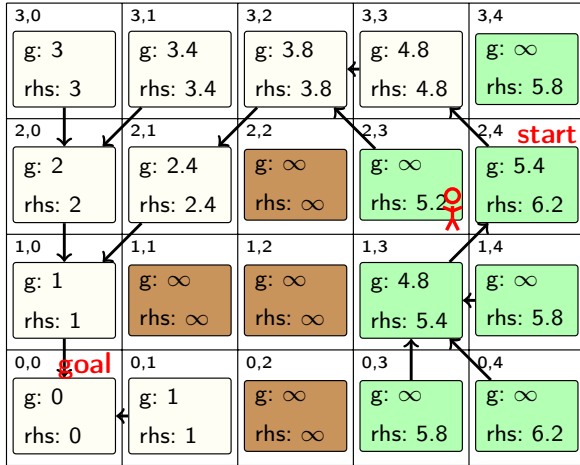 3,0 3,1 3,2 3,3 3,4
g: 3 g: 3.4 g: 3.8 g: 4.8 g: ∞
rhs: 3 rhs: 3.4 rhs: 3.8 rhs: 4.8 rhs: 5.8
2,0 2,1 2,2 2,3 2,4 start
g: 2 g: 2.4 g: ∞ g: ∞ g: 5.4
rhs: 2 rhs: 2.4 rhs: ∞ rhs: 5.2 rhs: 6.2
1,0 1,1 1,2 1,3 1,4
g: 1 g: ∞ g: ∞ g: 4.8 g: ∞
rhs: 1 rhs: ∞ rhs: ∞ rhs: 5.4 rhs: 5.8
0,0 goal 0,1 0,2 0,3 0,4
g: 0 g: 1 g: ∞ g: ∞ g: ∞
rhs: 0 rhs: 1 rhs: ∞ rhs: 5.8 rhs: 6.2